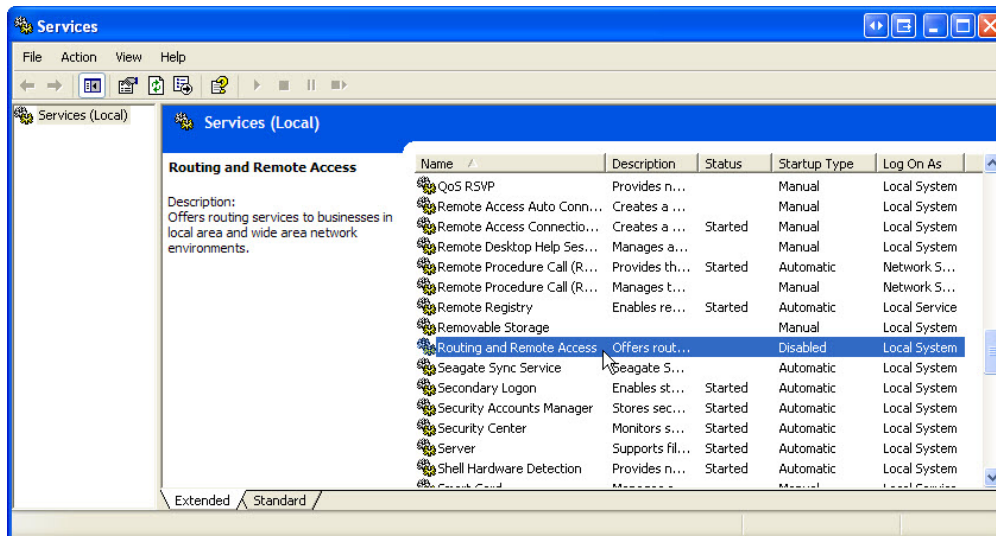 Services
File Action View Help
Services (Local)
Services (Local)
Routing and Remote Access
Description:
Offers routing services to businesses in
local area and wide area network
environments.
Name Description Status Startup Type Log On As
QoS RSVP Provides n... Manual Local System
Remote Access Auto Conn... Creates a ... Manual Local System
Remote Access Connectio... Creates a ... Started Manual Local System
Remote Desktop Help Ses... Manages a... Manual Local System
Remote Procedure Call (R... Provides th... Started Automatic Network S...
Remote Procedure Call (R... Manages t... Manual Network S...
Remote Registry Enables re... Started Automatic Local Service
Removable Storage Manual Local System
Routing and Remote Access Offers rout... Disabled Local System
Seagate Sync Service Seagate S... Automatic Local System
Secondary Logon Enables st... Started Automatic Local System
Security Accounts Manager Stores sec... Started Automatic Local System
Security Center Monitors s... Started Automatic Local System
Server Supports fil... Started Automatic Local System
Shell Hardware Detection Provides n... Started Automatic Local System
Extended Standard